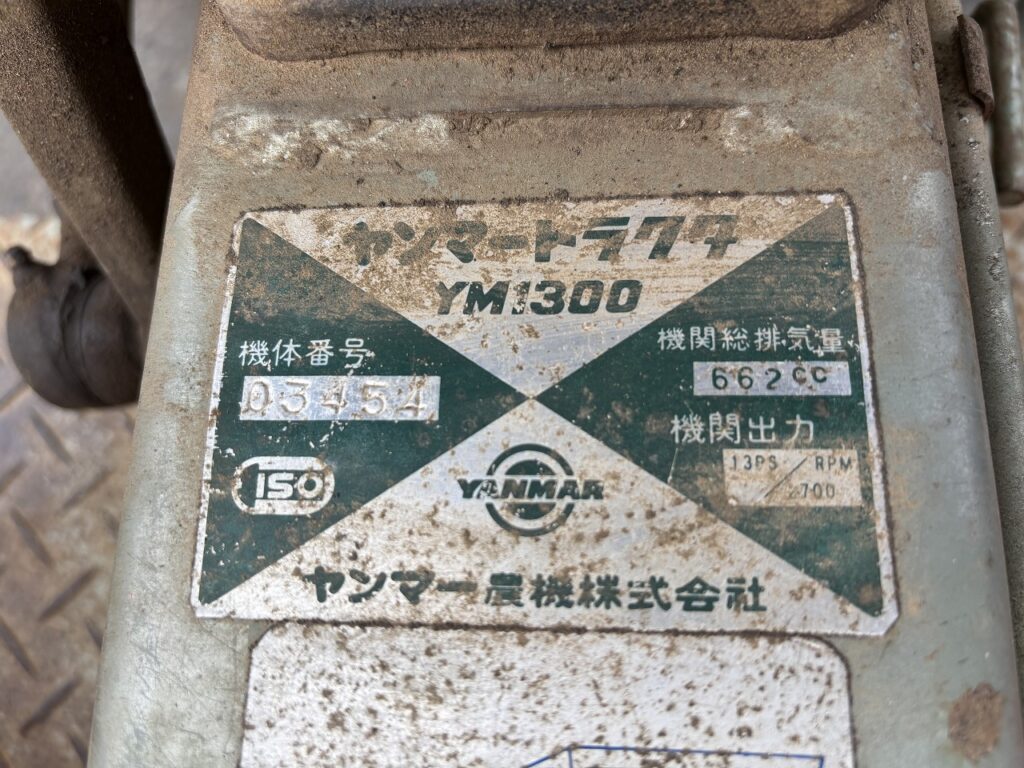 ヤンマートラクタ
YM1300
機体番号
03454
ISO
機関総排気量
662CC
機関出力
13PS/RPM
2700
YANMAR
ヤンマー農機株式会社